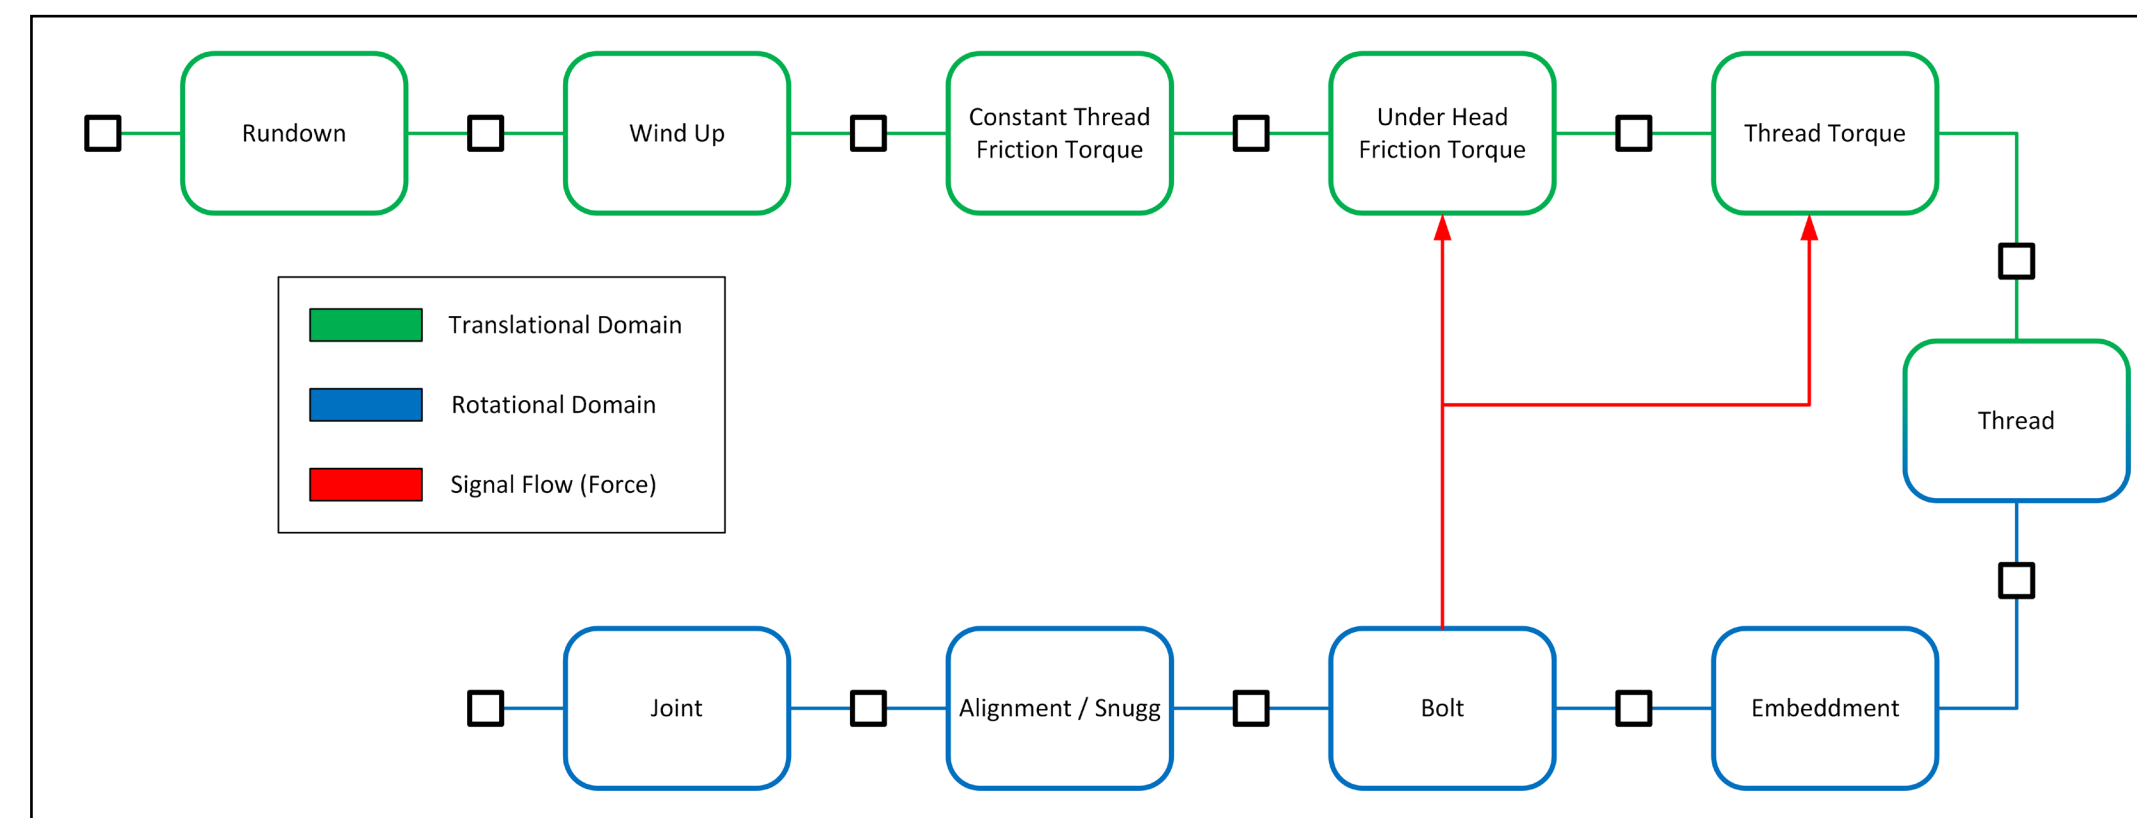 Rundown
Wind Up
Constant Thread
Friction Torque
Under Head
Friction Torque
Thread Torque
Translational Domain
Rotational Domain
Signal Flow (Force)
Thread
Joint
Alignment / Snugg
Bolt
Embeddment